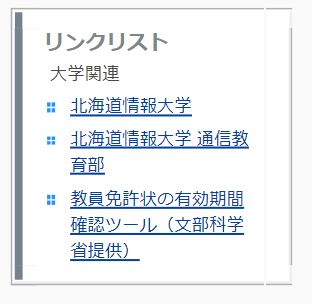 リンクリスト
大学関連
北海道情報大学
北海道情報大学 通信教
育部
教員免許状の有効期間
確認ツール（文部科学
省提供）